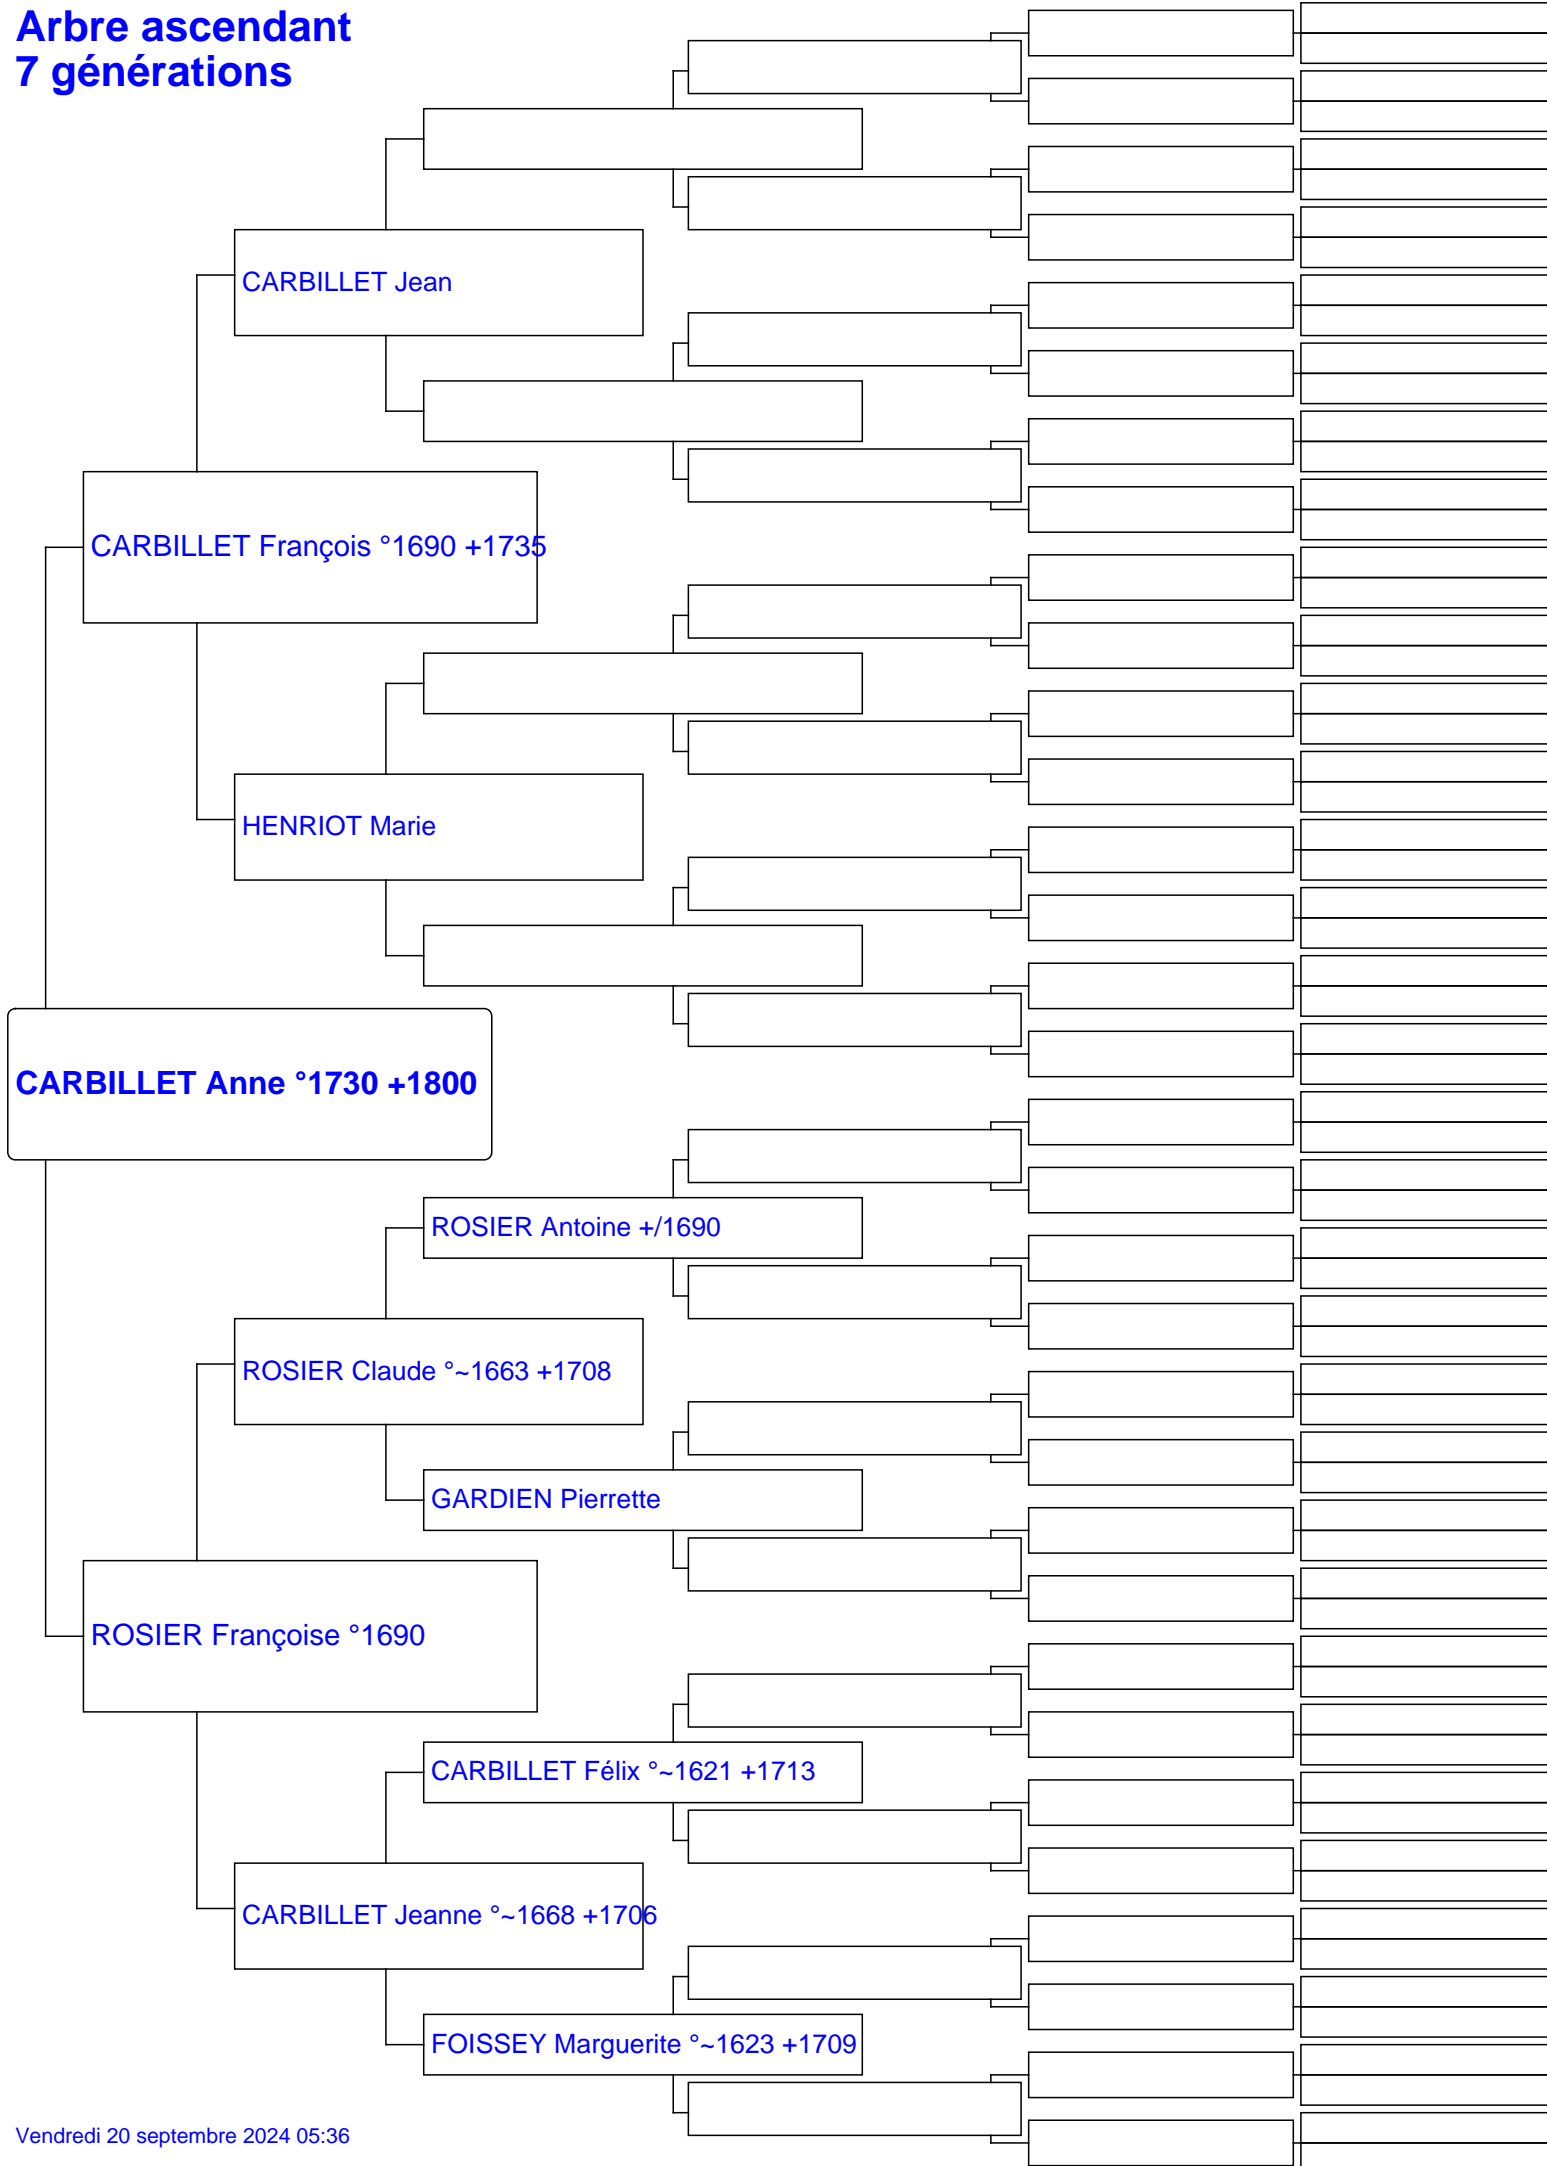 Arbre ascendant
7 générations
CARBILLET Jean
CARBILLET François °1690 +1735
HENRIOT Marie
CARBILLET Anne °1730 +1800
ROSIER Antoine +/1690
ROSIER Claude °~1663 +1708
GARDIEN Pierrette
ROSIER Françoise °1690
CARBILLET Félix °~1621 +1713
CARBILLET Jeanne °~1668 +1706
FOISSEY Marguerite °~1623 +1709
Vendredi 20 septembre 2024 05:36